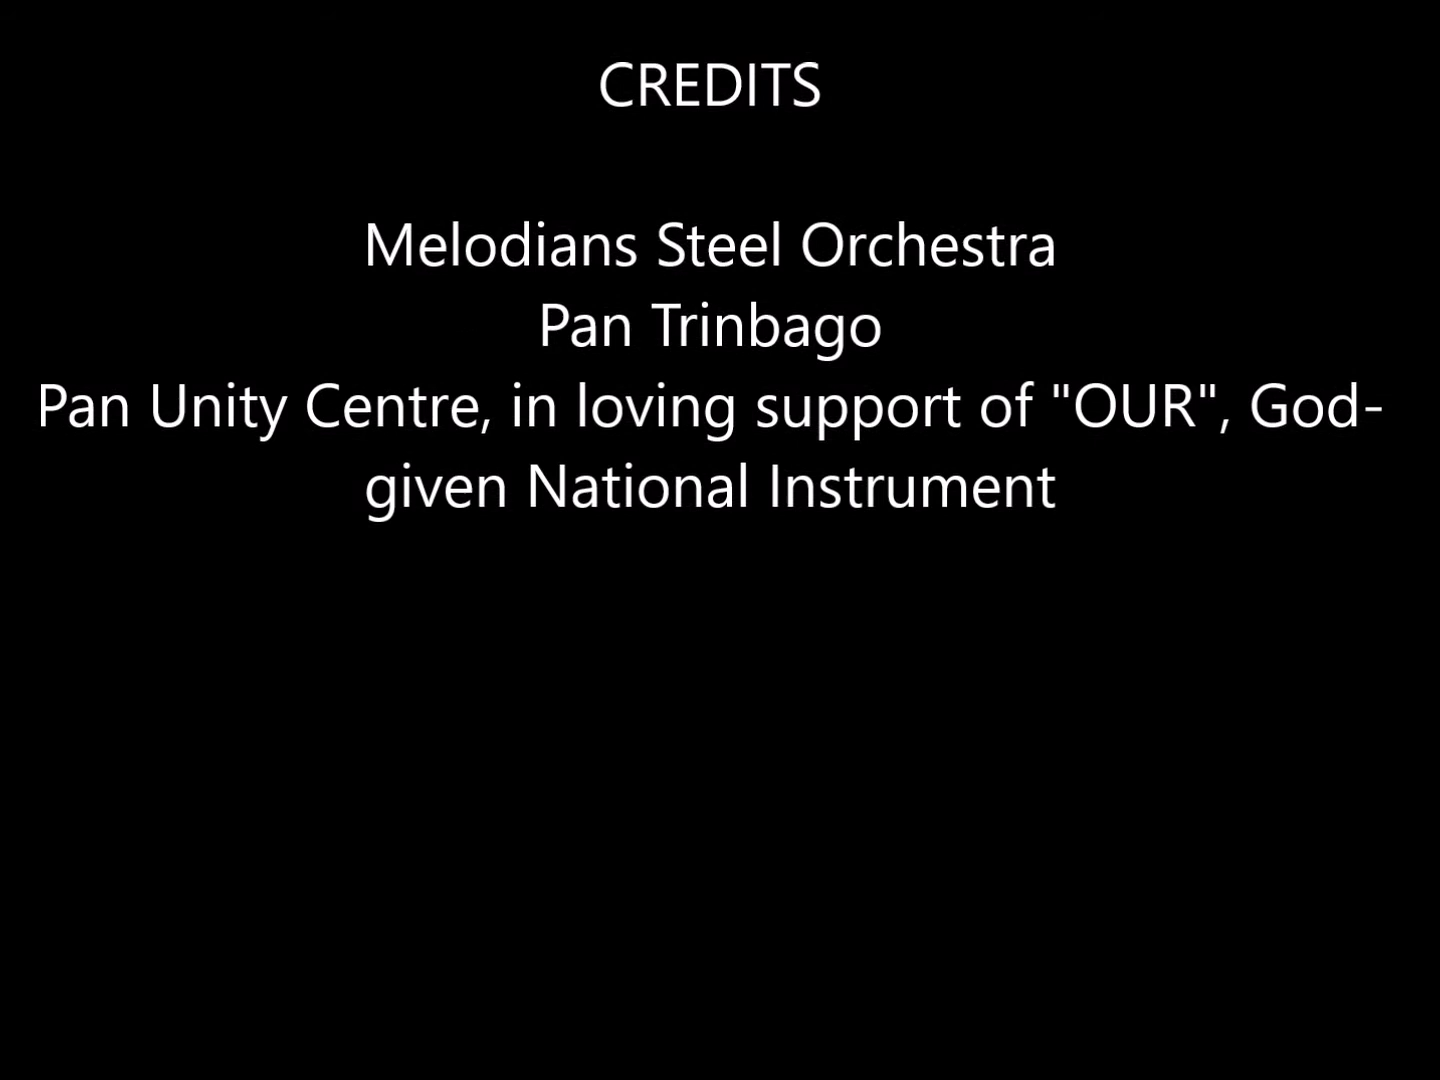 CREDITS
Melodians Steel Orchestra
Pan Trinbago
Pan Unity Centre, in loving support of "OUR", God-
given National Instrument